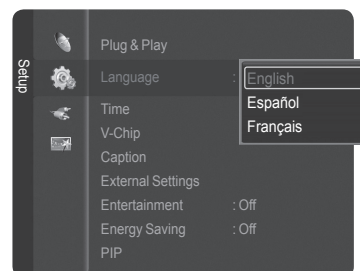 Setup
Plug & Play
Language : English
Español
Français
Time
V-Chip
Caption
External Settings
Entertainment : Off
Energy Saving : Off
PIP